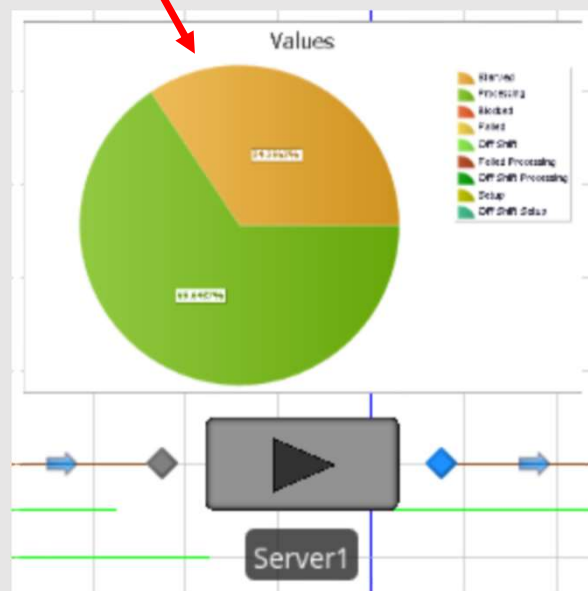 Values
Starved
Processing
Blocked
Failed
Off Shift
Failed Processing
Off Shift Processing
Setup
Off Shift Setup
Server1